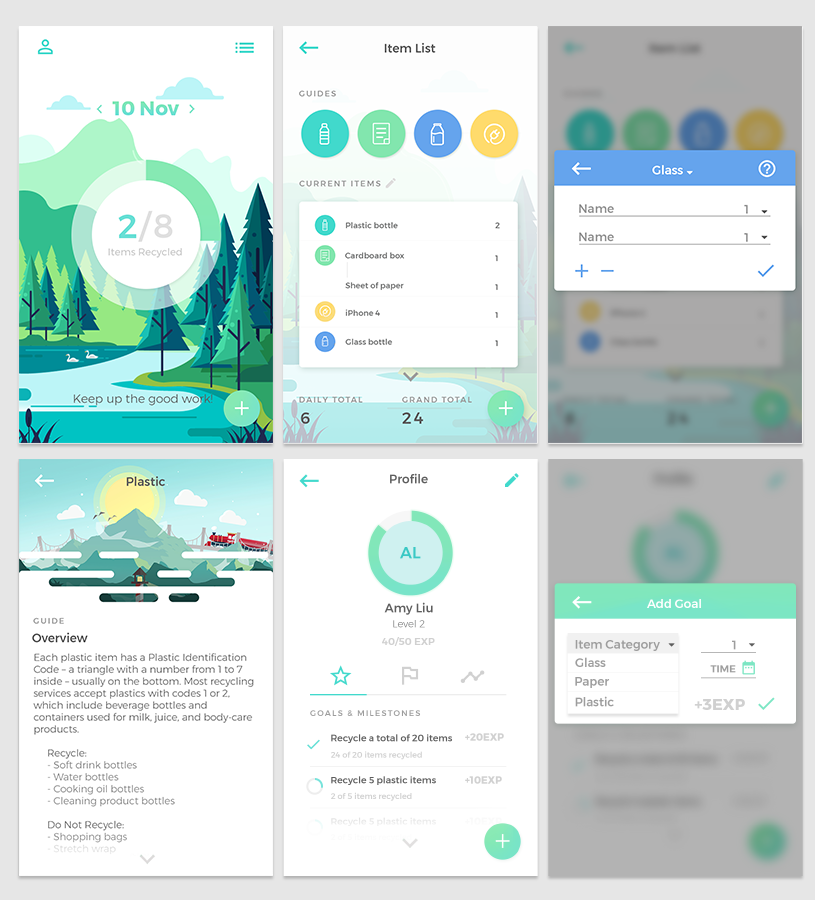 10 Nov
2/8
Items Recycled
Keep up the good work!
Item List
GUIDES
CURRENT ITEMS
Plastic bottle 2
Cardboard box 1
Sheet of paper 1
iPhone 4 1
Glass bottle 1
DAILY TOTAL GRAND TOTAL
6 24
Item List
Glass
Name 1
Name 1
6 24
Plastic
GUIDE
Overview
Each plastic item has a Plastic Identification
Code – a triangle with a number from 1 to 7
inside – usually on the bottom. Most recycling
services accept plastics with codes 1 or 2,
which include beverage bottles and
containers used for milk, juice, and body-care
products.
Recycle:
- Soft drink bottles
- Water bottles
- Cooking oil bottles
- Cleaning product bottles
Do Not Recycle:
- Shopping bags
- Stretch wrap
Profile
AL
Amy Liu
Level 2
40/50 EXP
GOALS & MILESTONES
Recycle a total of 20 items +20EXP
24 of 20 items recycled
Recycle 5 plastic items +10EXP
2 of 5 items recycled
Recycle 5 plastic items +10EXP
AL
Add Goal
Item Category 1
Glass
TIME
Paper
Plastic
+3EXP